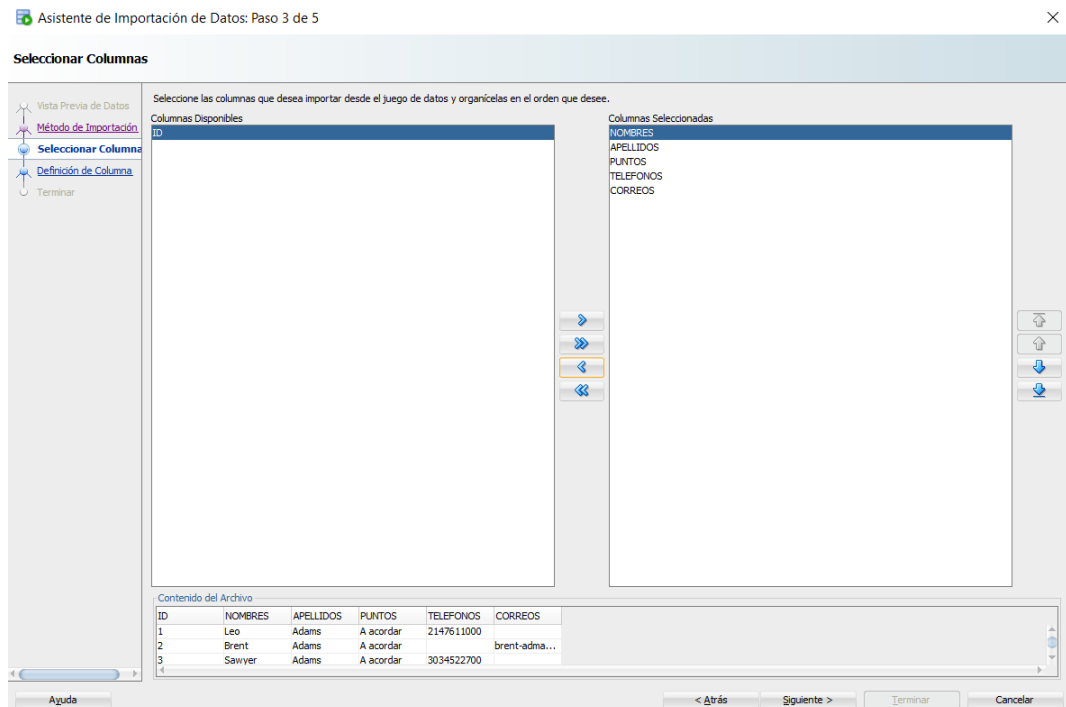 Asistente de Importación de Datos: Paso 3 de 5
Seleccionar Columnas
Vista Previa de Datos
Método de Importación
Seleccionar Columna
Definición de Columna
Terminar
Seleccione las columnas que desea importar desde el juego de datos y organícelas en el orden que desee.
Columnas Disponibles
ID
Columnas Seleccionadas
NOMBRES
APELLIDOS
PUNTOS
TELEFONOS
CORREOS
Contenido del Archivo
ID NOMBRES APELLIDOS PUNTOS TELEFONOS CORREOS
1 Leo Adams A acordar 2147611000
2 Brent Adams A acordar brent-adma...
3 Sawyer Adams A acordar 3034522700
Ayuda < Atrás Siguiente > Terminar Cancelar